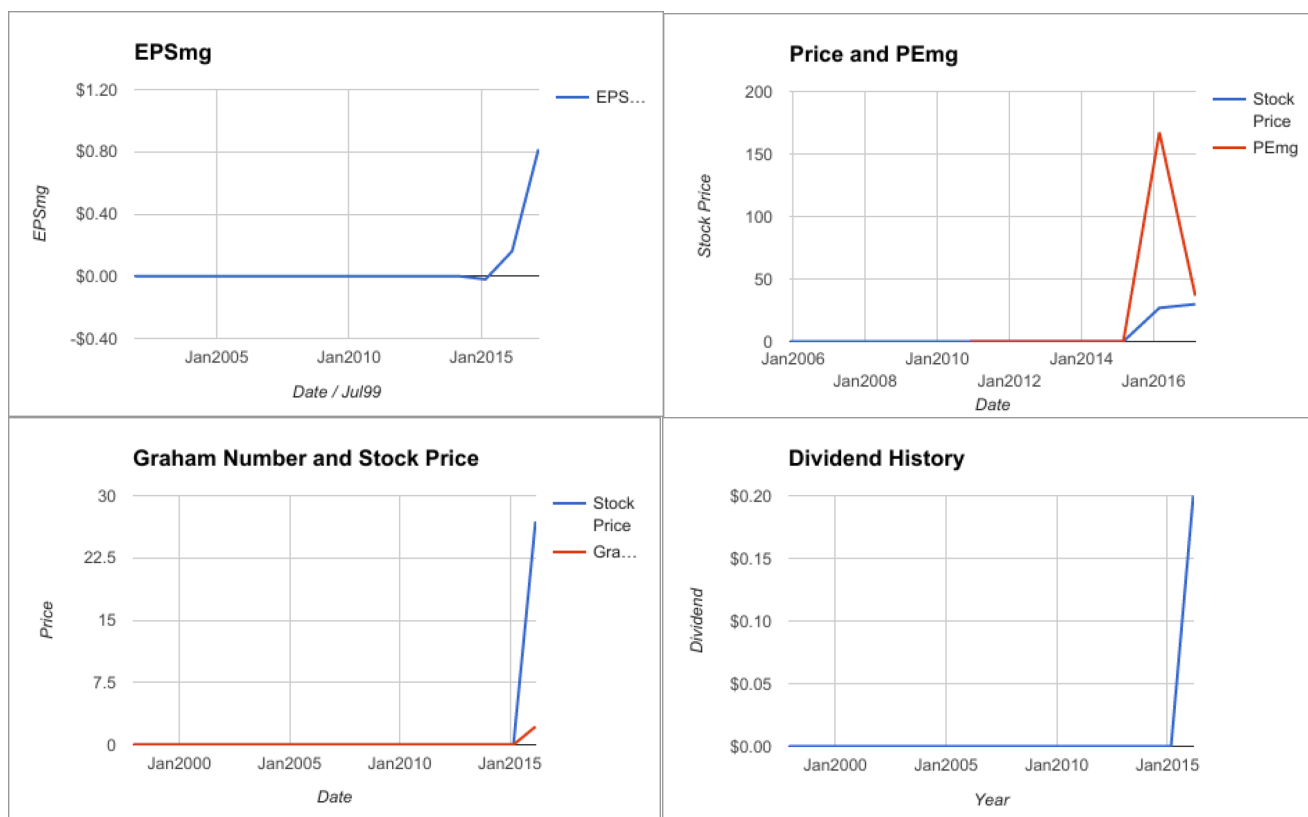 EPSmg
$1.20
$0.80
$0.40
$0.00
-$0.40
EPSmg
Jan2005
Jan2010
Jan2015
Date / Jul99
EPS…
Price and PEmg
200
150
100
50
0
Stock Price
Jan2006
Jan2010
Jan2014
Jan2008
Jan2012
Jan2016
Date
Stock
Price
PEmg
Graham Number and Stock Price
30
22.5
15
7.5
0
Price
Jan2000
Jan2005
Jan2010
Jan2015
Date
Stock
Price
Gra…
Dividend History
$0.20
$0.15
$0.10
$0.05
$0.00
Dividend
Jan2000
Jan2005
Jan2010
Jan2015
Year